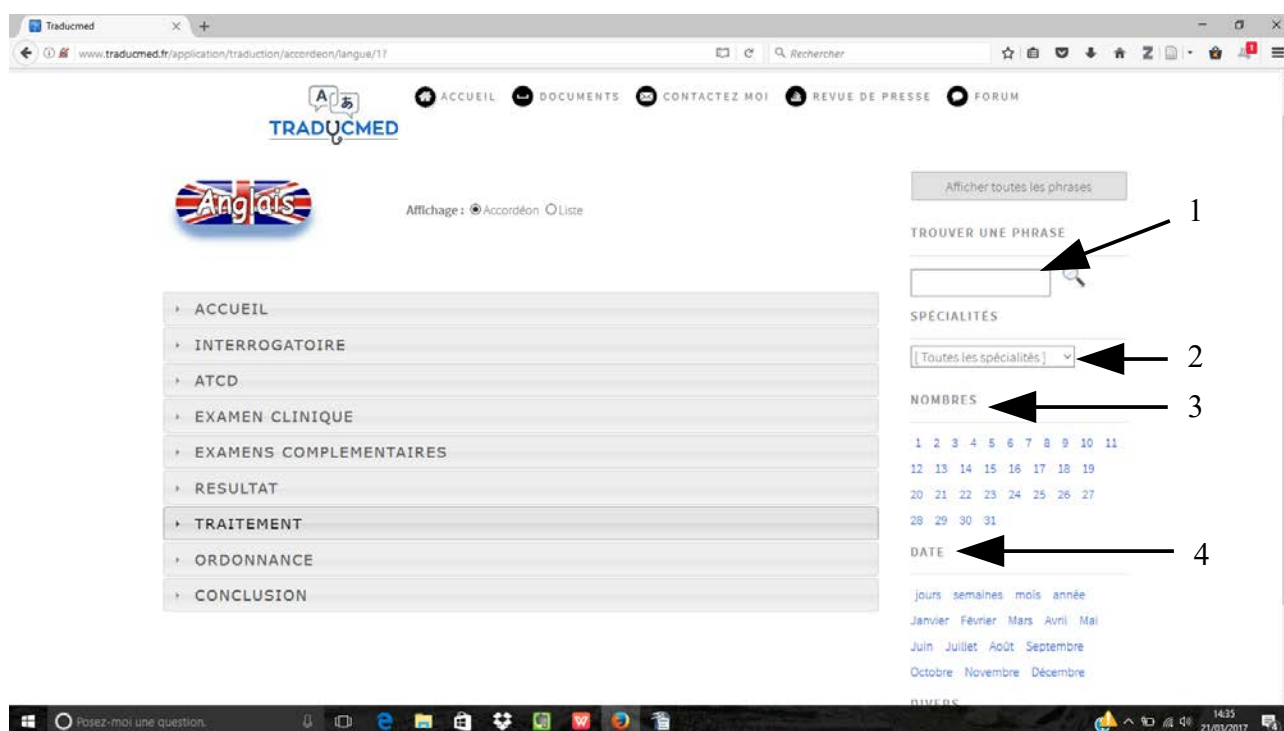 Traducmed
www.traducmed.fr/application/traduction/accordeon/langue/17
Rechercher
TRADUCMED
ACCUEIL DOCUMENTS CONTACTEZ MOI REVUE DE PRESSE FORUM
Anglais
Affichage : Accordéon Liste
ACCUEIL
INTERROGATOIRE
ATCD
EXAMEN CLINIQUE
EXAMENS COMPLEMENTAIRES
RESULTAT
TRAITEMENT
ORDONNANCE
CONCLUSION
Afficher toutes les phrases
TROUVER UNE PHRASE
1
SPÉCIALITÉS
[ Toutes les spécialités ]
2
NOMBRES
3
1 2 3 4 5 6 7 8 9 10 11
12 13 14 15 16 17 18 19
20 21 22 23 24 25 26 27
28 29 30 31
DATE
4
jours semaines mois année
Janvier Février Mars Avril Mai
Juin Juillet Août Septembre
Octobre Novembre Décembre
DIVERS
Posez-moi une question.
14:35
21/03/2017